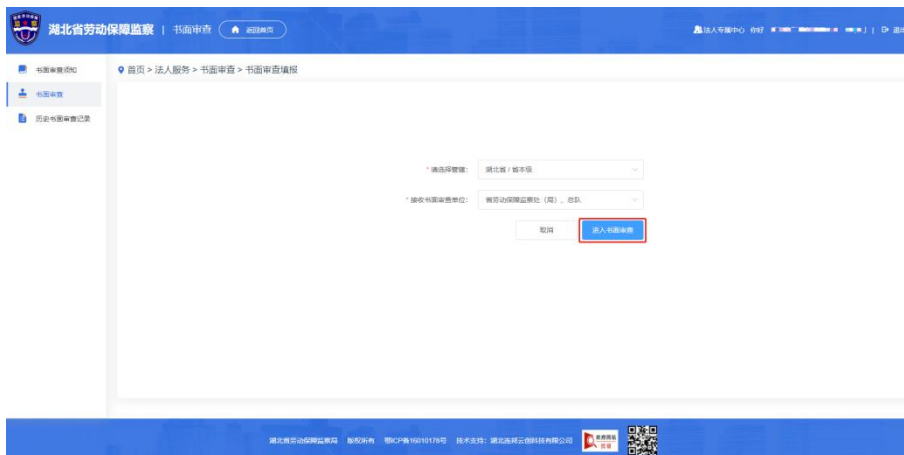 湖北省劳动保障监察 | 书面审查 返回首页
法人专属中心 你好 | 退出
书面审查须知
书面审查
历史书面审查记录
首页 > 法人服务 > 书面审查 > 书面审查填报
* 请选择管辖: 湖北省 / 省本级
* 接收书面审查单位: 省劳动保障监察处(局)、总队
取消 进入书面审查
湖北省劳动保障监察局 版权所有 鄂ICP备16010178号 技术支持:湖北连邦云创科技有限公司
政府网站